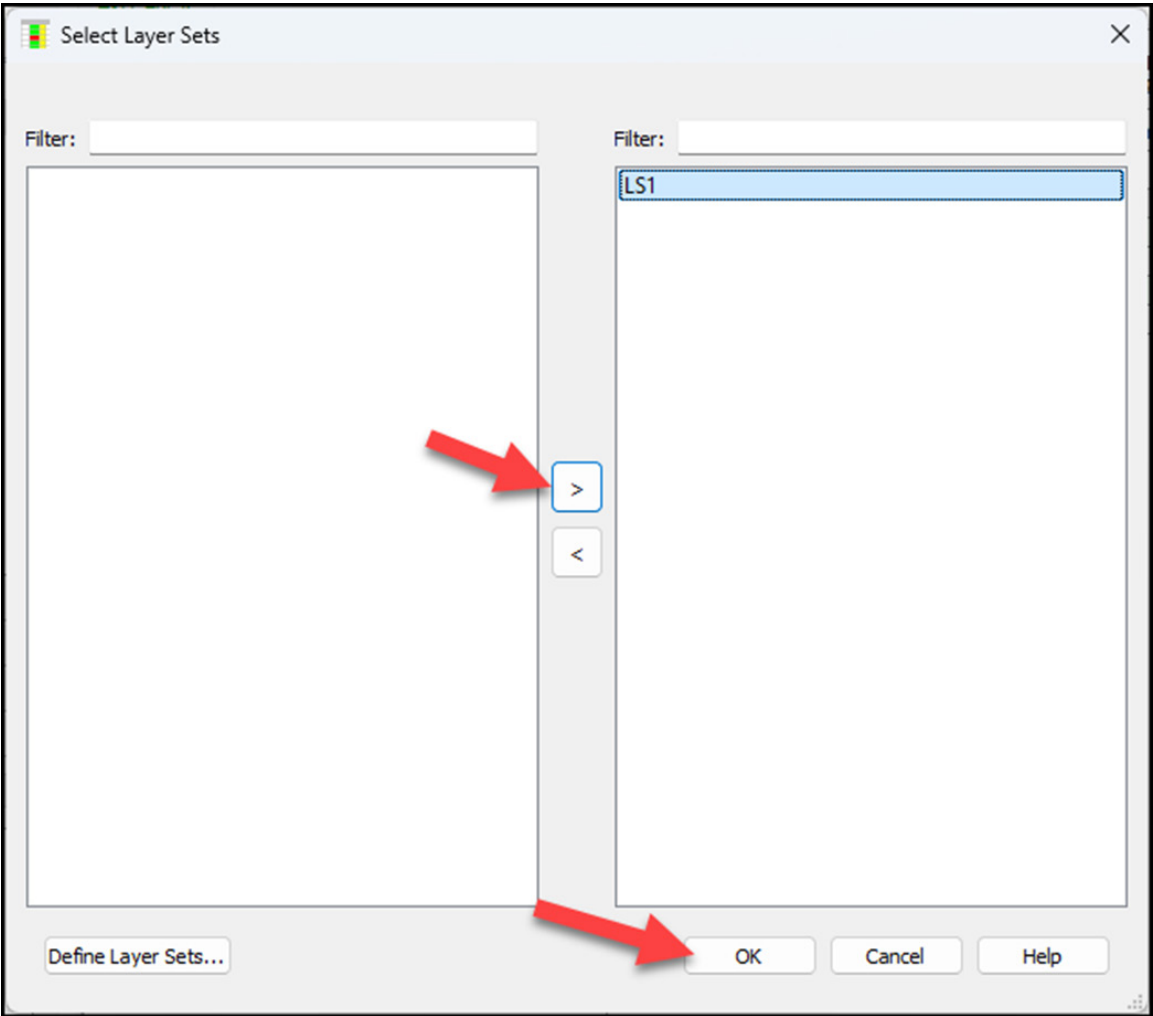 Select Layer Sets
Filter:
Filter:
LS1
>
<
Define Layer Sets...
OK
Cancel
Help